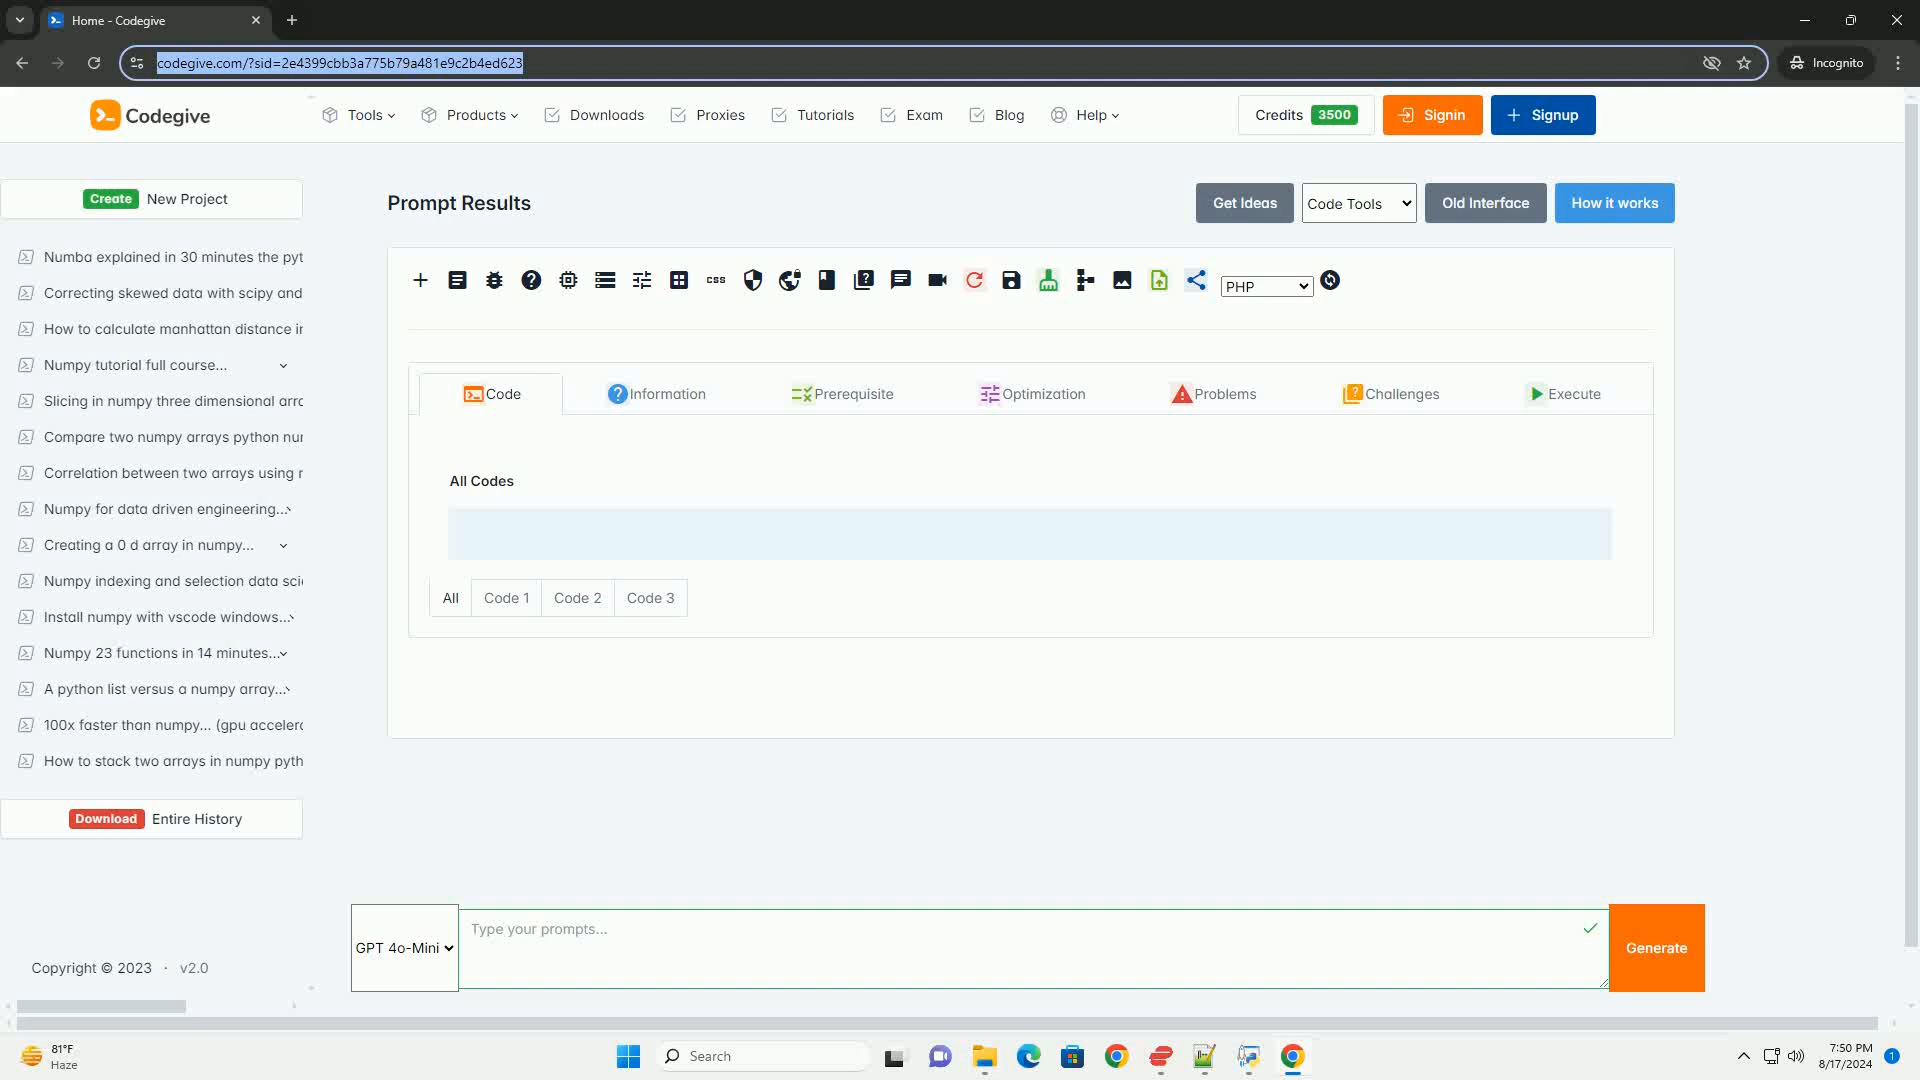 Home - Codegive
codegive.com/?sid=2e4399cbb3a775b79a481e9c2b4ed623
Incognito
Codegive
Tools
Products
Downloads
Proxies
Tutorials
Exam
Blog
Help
Credits 3500
Signin
Signup
Create New Project
Prompt Results
Get Ideas
Code Tools
Old Interface
How it works
Numba explained in 30 minutes the pyt
Correcting skewed data with scipy and
How to calculate manhattan distance in
Numpy tutorial full course...
Slicing in numpy three dimensional arra
Compare two numpy arrays python nur
Correlation between two arrays using r
Numpy for data driven engineering...
Creating a 0 d array in numpy...
Numpy indexing and selection data scie
Install numpy with vscode windows...
Numpy 23 functions in 14 minutes...
A python list versus a numpy array...
100x faster than numpy... (gpu accelera
How to stack two arrays in numpy pyth
Download Entire History
css
PHP
Code
Information
Prerequisite
Optimization
Problems
Challenges
Execute
All Codes
All
Code 1
Code 2
Code 3
GPT 4o-Mini
Type your prompts...
Generate
Copyright © 2023 · v2.0
81°F
Haze
Search
7:50 PM
8/17/2024
1